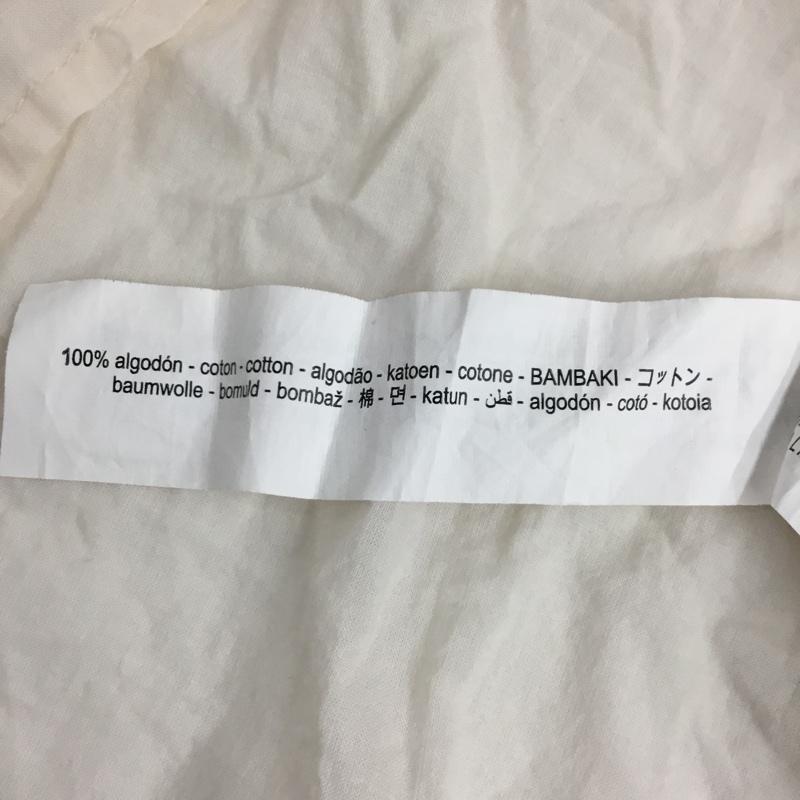 100% algodón - coton - cotton - algodão - katoen - cotone - BAMBAKI - コットン -
baumwolle - bomuld - bombaž - 棉 - 면 - katun - قطن - algodón - cotó - kotoia